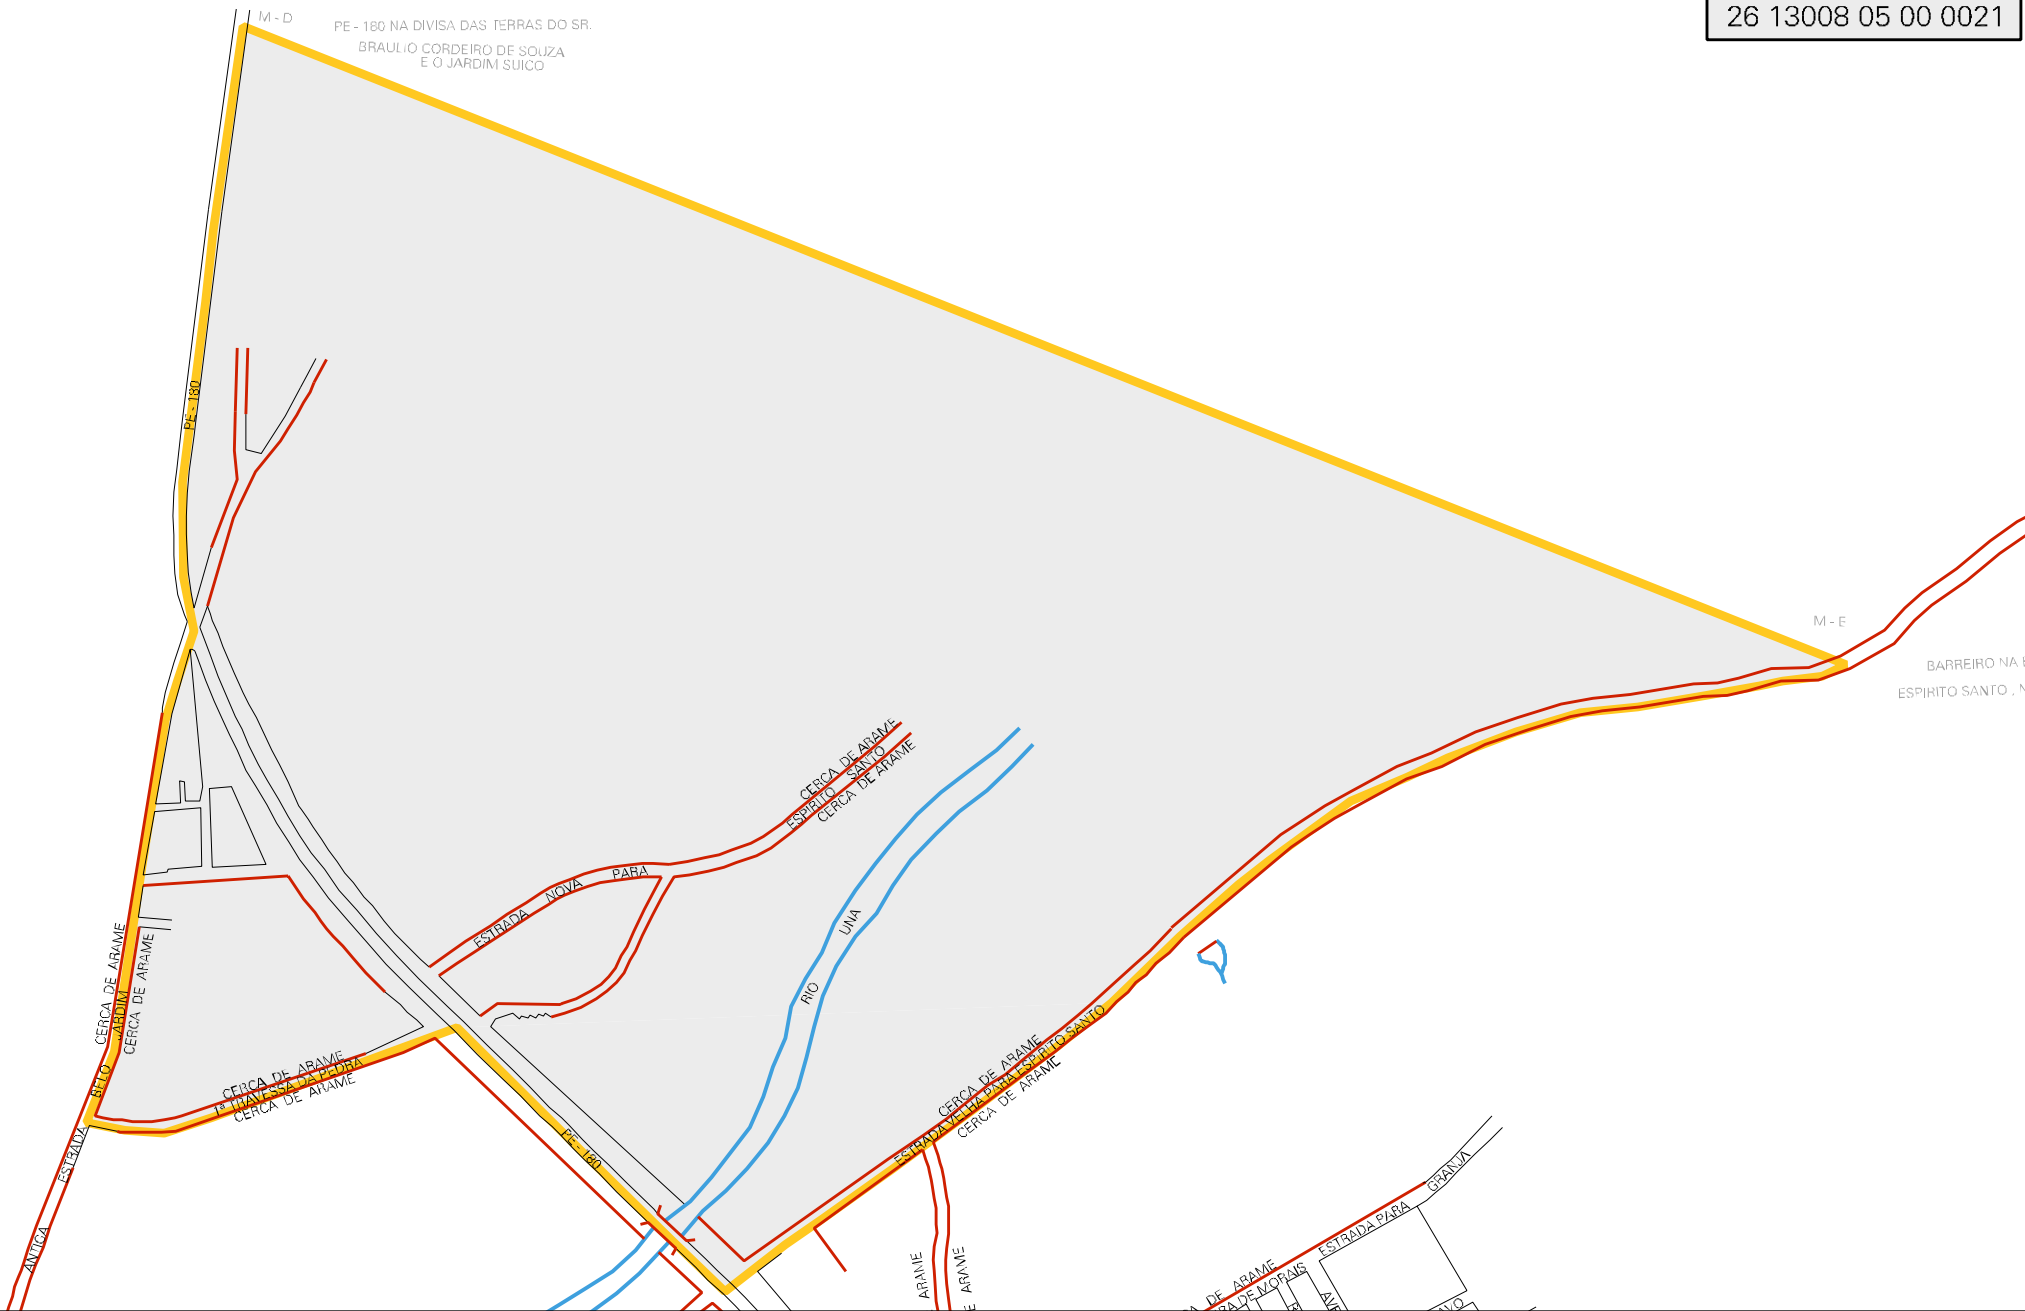 26 13008 05 00 0021
M - D
PE - 180 NA DIVISA DAS TERRAS DO SR.
BRAULIO CORDEIRO DE SOUZA
E O JARDIM SUICO
PE - 180
M - E
BARREIRO NA
ESPIRITO SANTO ,
CERCA DE ARAME
ESPIRITO SANTO
CERCA DE ARAME
ESTRADA NOVA PARA
RIO UNA
CERCA DE ARAME
JARDIM
CERCA DE ARAME
BELO
ESTRADA
ANTIGA
CERCA DE ARAME
1ª TRAVESSA DA PEDRA
CERCA DE ARAME
PE - 180
CERCA DE ARAME
ESTRADA VELHA PARA ESPIRITO SANTO
CERCA DE ARAME
ARAME
ARAME
DE ARAME
DE MORAIS
ESTRADA PARA
GRANJA